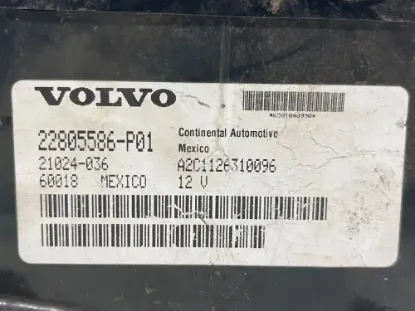 VOLVO
22805586-P01
21024-036
60018 MEXICO
Continental Automotive
Mexico
A2C1126310096
12 V